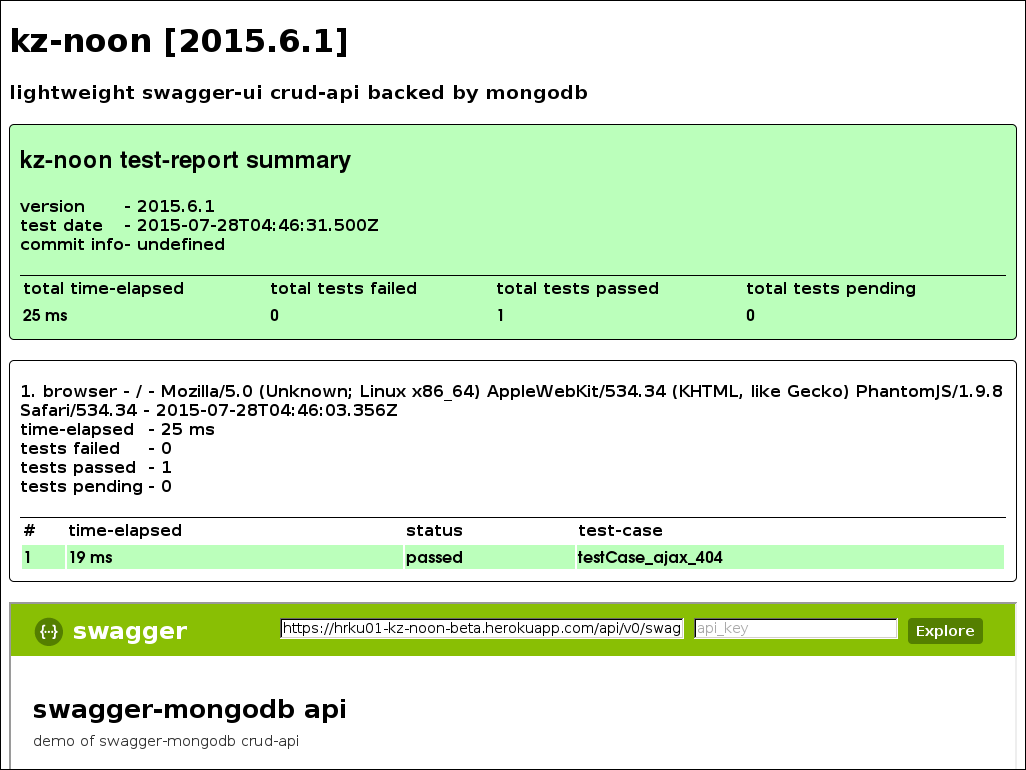 kz-noon [2015.6.1]
lightweight swagger-ui crud-api backed by mongodb
kz-noon test-report summary
version - 2015.6.1
test date - 2015-07-28T04:46:31.500Z
commit info- undefined
total time-elapsed total tests failed total tests passed total tests pending
25 ms 0 1 0
1. browser - / - Mozilla/5.0 (Unknown; Linux x86_64) AppleWebKit/534.34 (KHTML, like Gecko) PhantomJS/1.9.8
Safari/534.34 - 2015-07-28T04:46:03.356Z
time-elapsed - 25 ms
tests failed - 0
tests passed - 1
tests pending - 0
# time-elapsed status test-case
1 19 ms passed testCase_ajax_404
{··} swagger https://hrku01-kz-noon-beta.herokuapp.com/api/v0/swag api_key Explore
swagger-mongodb api
demo of swagger-mongodb crud-api